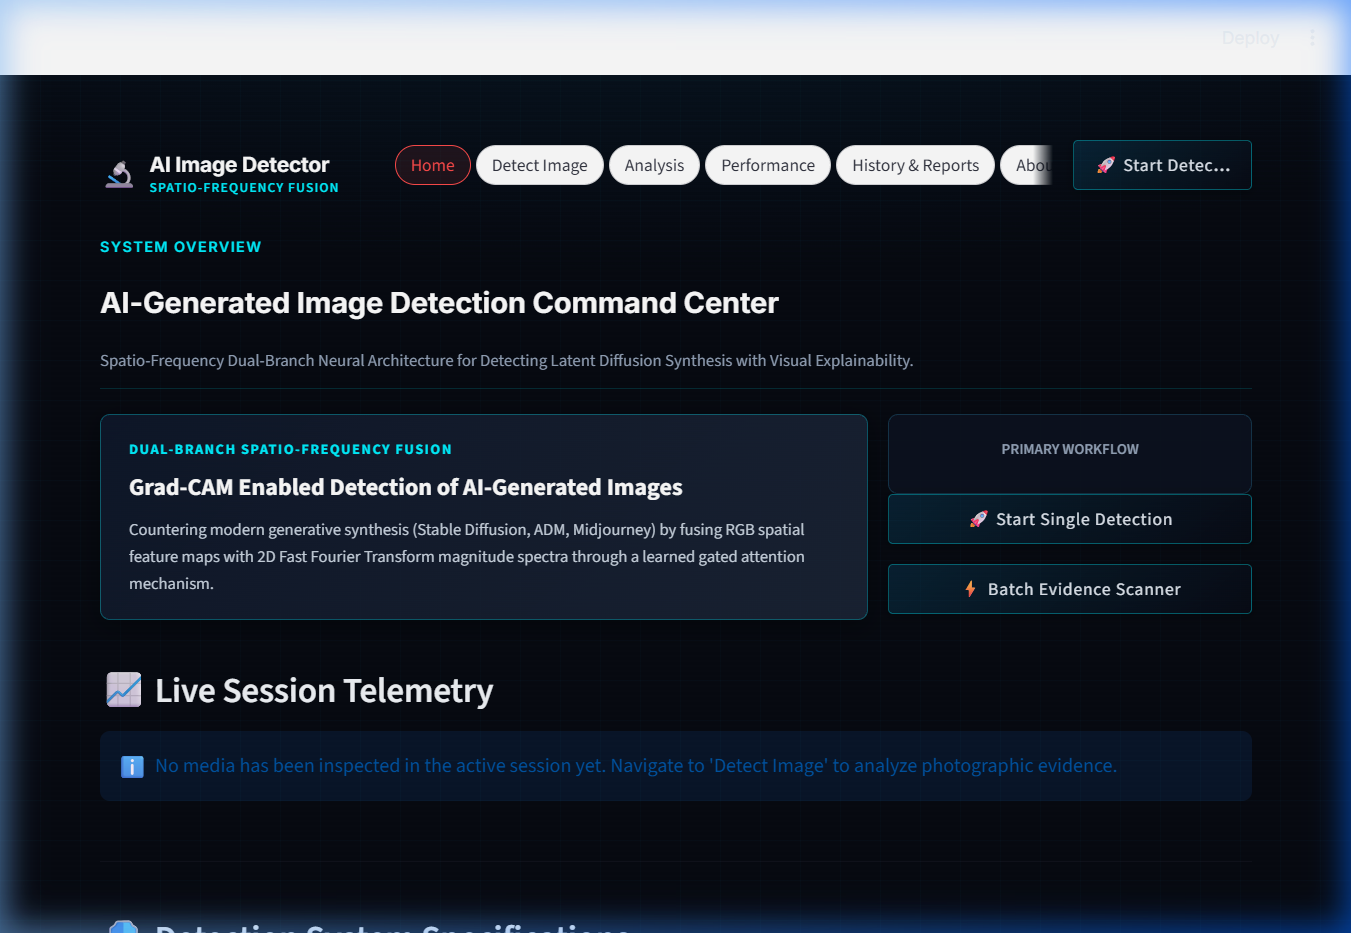 Deploy
AI Image Detector
SPATIO-FREQUENCY FUSION
Home
Detect Image
Analysis
Performance
History & Reports
Abou
Start Detec...
SYSTEM OVERVIEW
AI-Generated Image Detection Command Center
Spatio-Frequency Dual-Branch Neural Architecture for Detecting Latent Diffusion Synthesis with Visual Explainability.
DUAL-BRANCH SPATIO-FREQUENCY FUSION
Grad-CAM Enabled Detection of AI-Generated Images
Countering modern generative synthesis (Stable Diffusion, ADM, Midjourney) by fusing RGB spatial
feature maps with 2D Fast Fourier Transform magnitude spectra through a learned gated attention
mechanism.
PRIMARY WORKFLOW
Start Single Detection
Batch Evidence Scanner
Live Session Telemetry
No media has been inspected in the active session yet. Navigate to 'Detect Image' to analyze photographic evidence.
Detection System Specifications